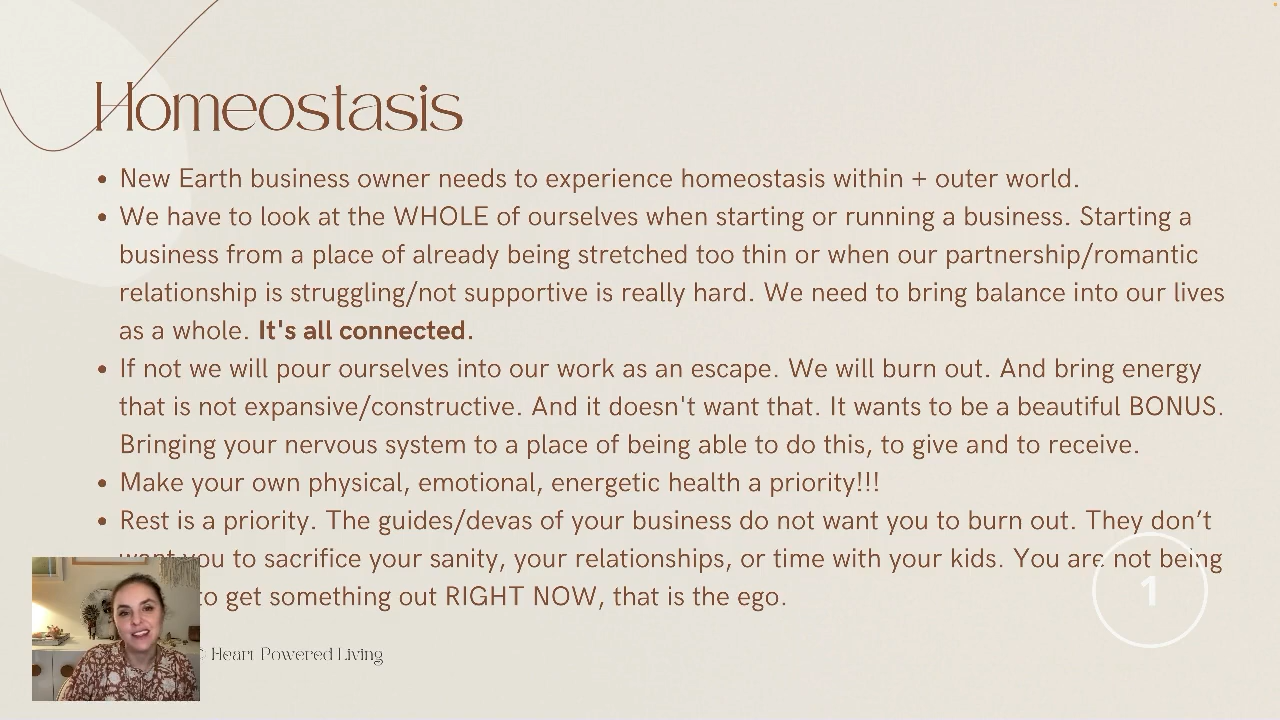 Homeostasis
• New Earth business owner needs to experience homeostasis within + outer world.
• We have to look at the WHOLE of ourselves when starting or running a business. Starting a
business from a place of already being stretched too thin or when our partnership/romantic
relationship is struggling/not supportive is really hard. We need to bring balance into our lives
as a whole. It's all connected.
• If not we will pour ourselves into our work as an escape. We will burn out. And bring energy
that is not expansive/constructive. And it doesn't want that. It wants to be a beautiful BONUS.
Bringing your nervous system to a place of being able to do this, to give and to receive.
• Make your own physical, emotional, energetic health a priority!!!
• Rest is a priority. The guides/devas of your business do not want you to burn out. They don’t
want you to sacrifice your sanity, your relationships, or time with your kids. You are not being
to get something out RIGHT NOW, that is the ego.
1
© Heart Powered Living